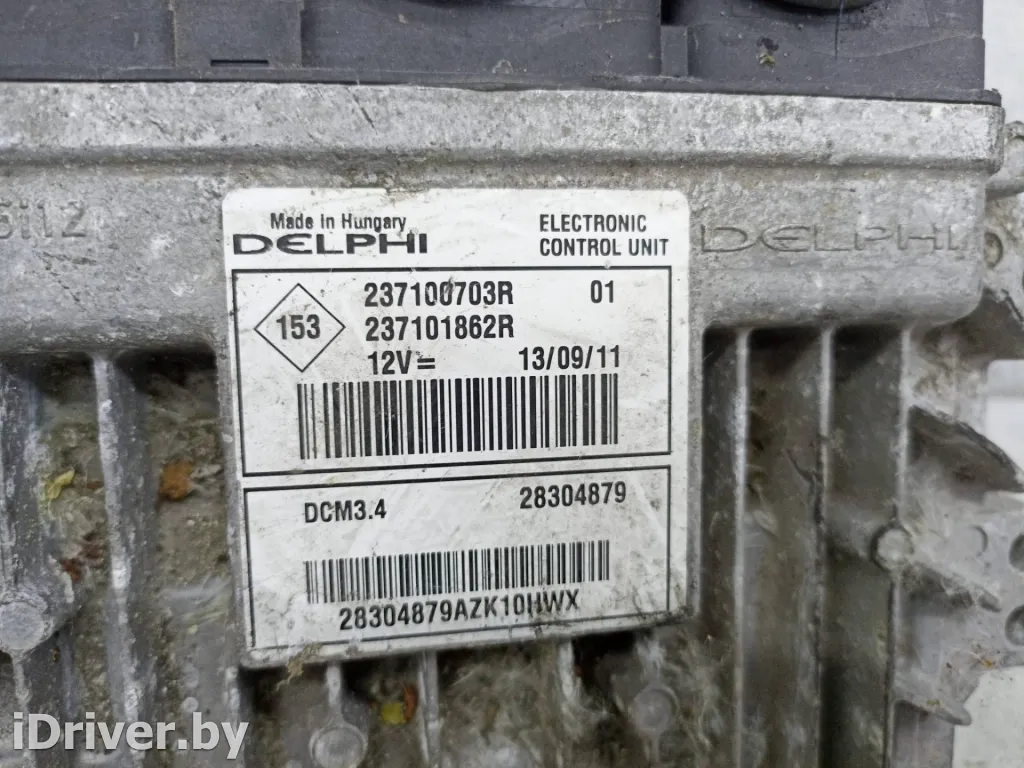 Made in Hungary
DELPHI
ELECTRONIC
CONTROL UNIT
DELPHI
153
237100703R 01
237101862R
12V= 13/09/11
DCM3.4 28304879
28304879AZK10HWX
iDriver.by